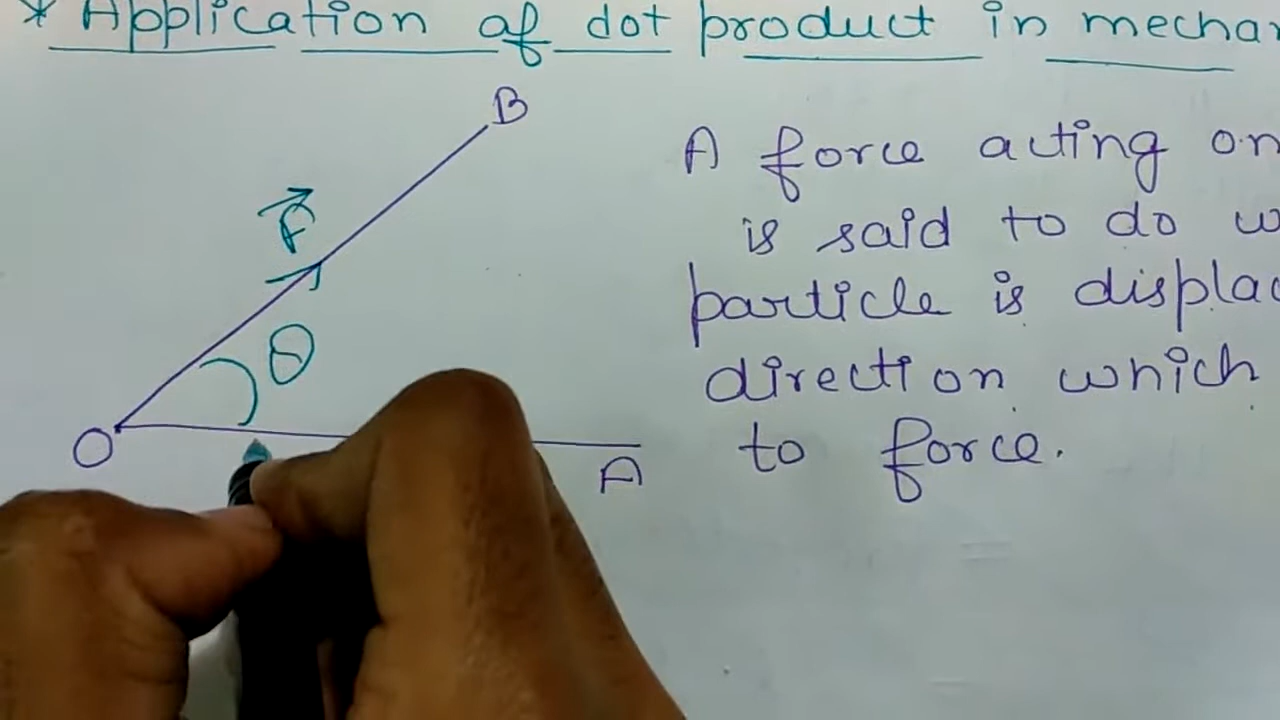 * Application of dot product in mechan
B
A force acting on
F
is said to do w
particle is displac
θ
direction which
to force.
O
A